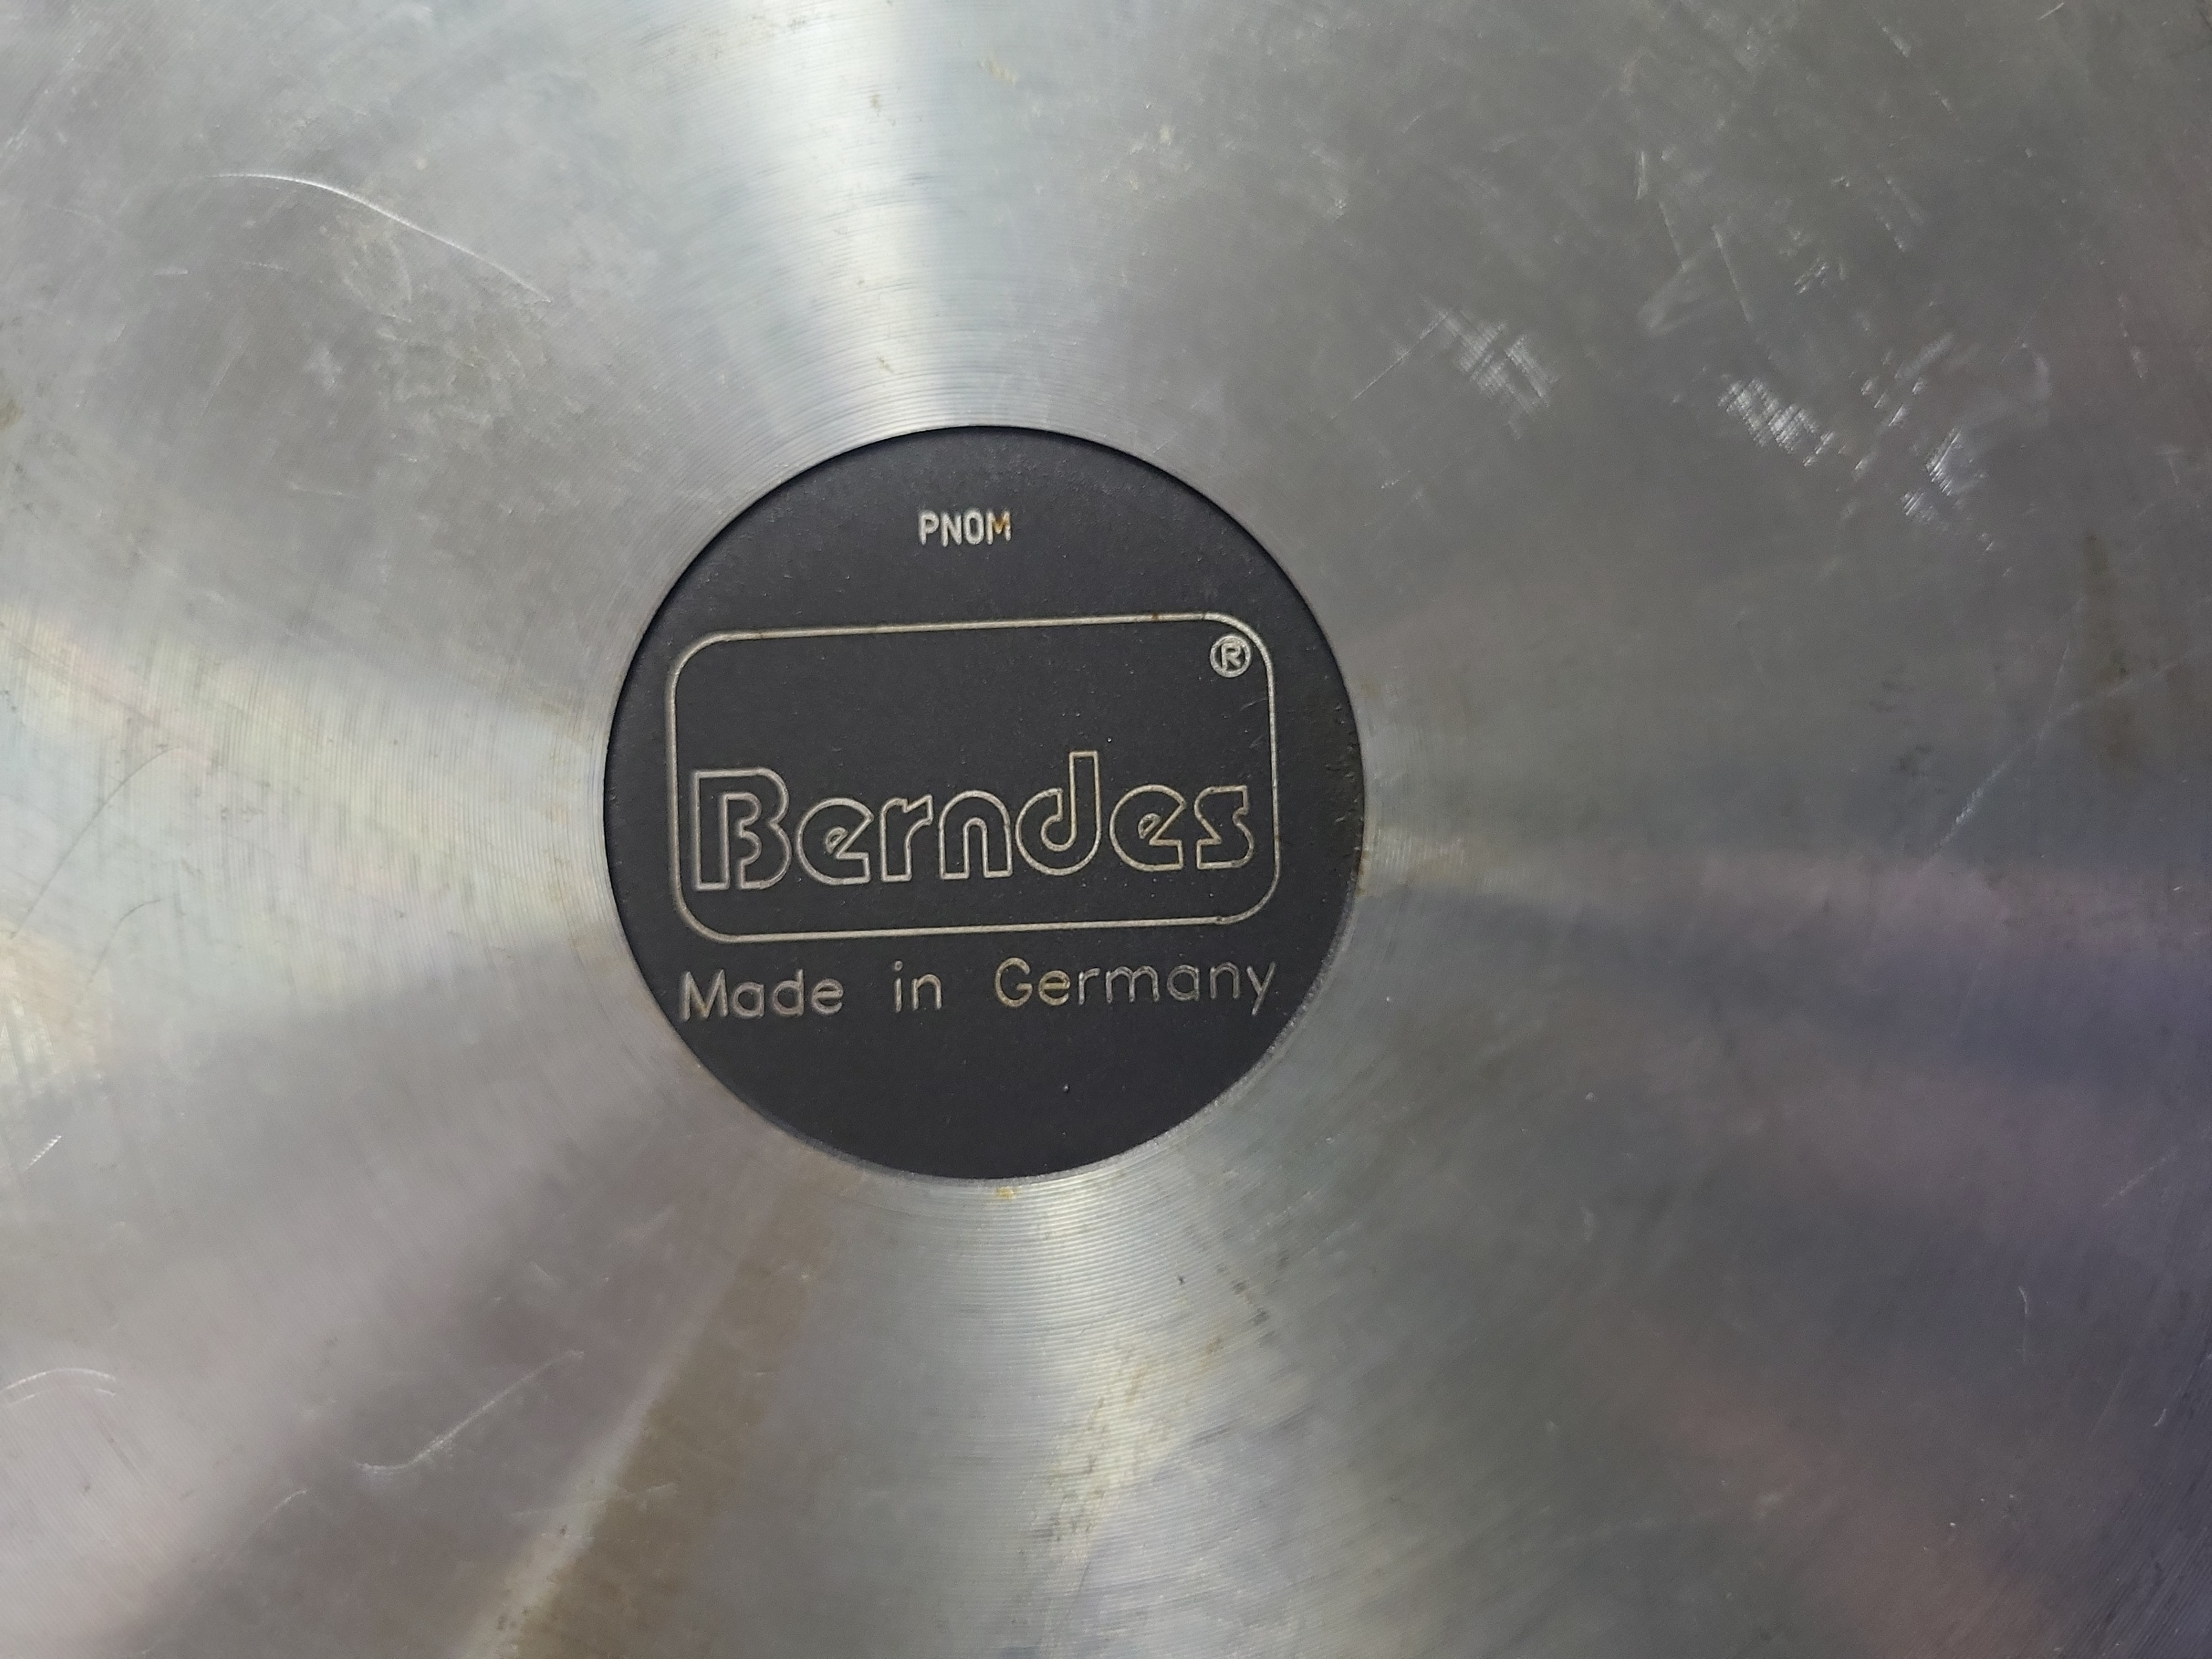 PNOM
®
Berndes
Made in Germany